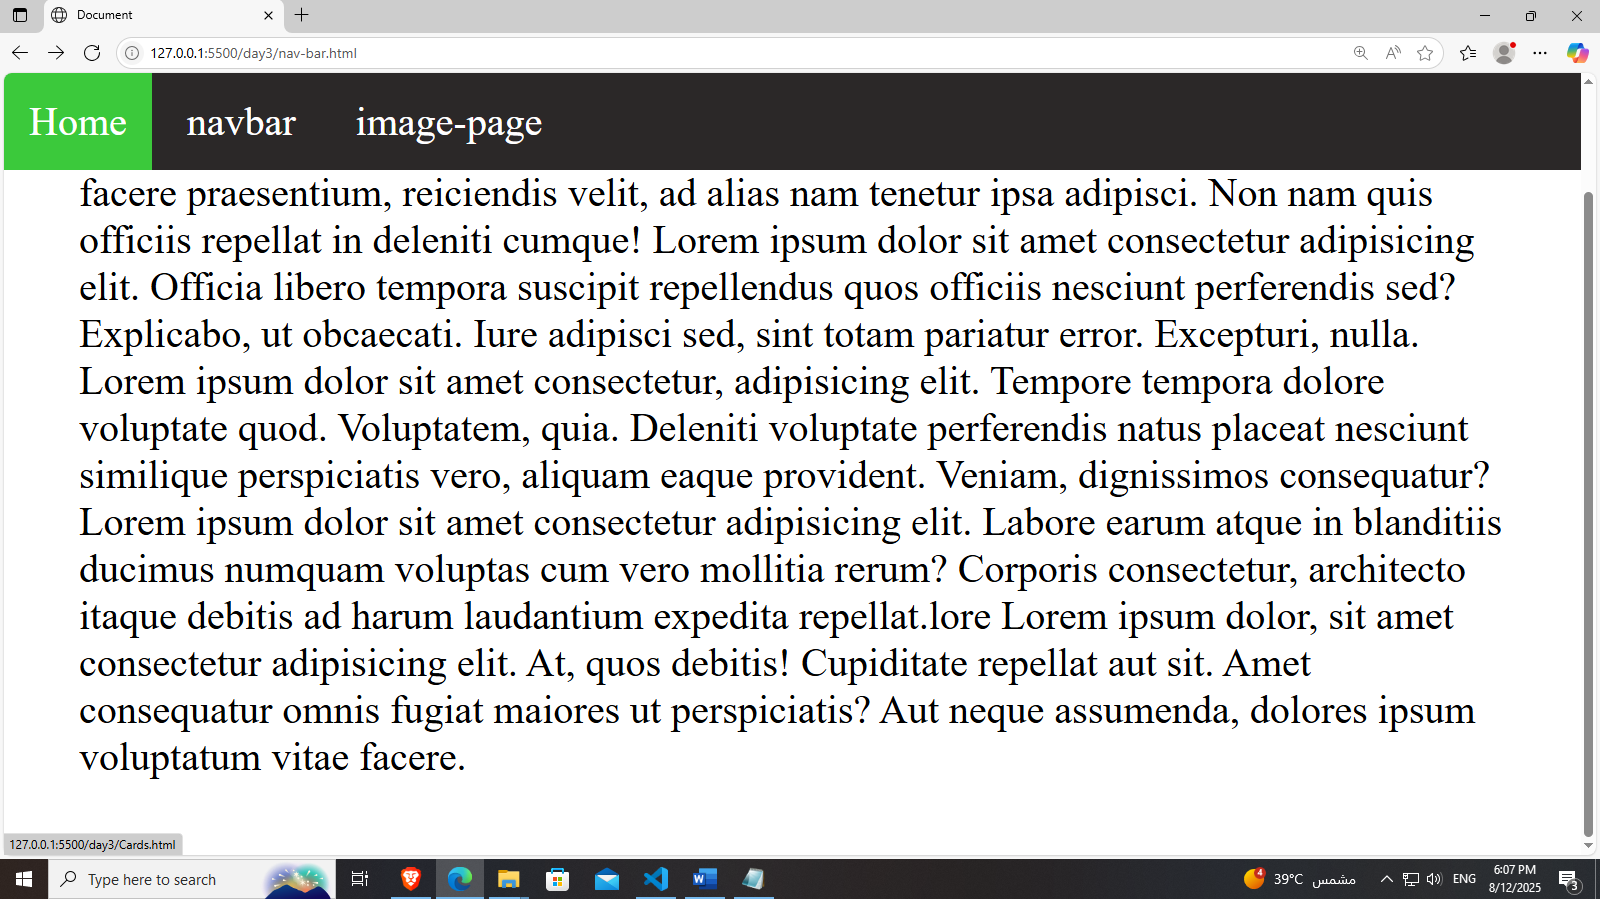 Document
127.0.0.1:5500/day3/nav-bar.html
Home navbar image-page
facere praesentium, reiciendis velit, ad alias nam tenetur ipsa adipisci. Non nam quis
officiis repellat in deleniti cumque! Lorem ipsum dolor sit amet consectetur adipisicing
elit. Officia libero tempora suscipit repellendus quos officiis nesciunt perferendis sed?
Explicabo, ut obcaecati. Iure adipisci sed, sint totam pariatur error. Excepturi, nulla.
Lorem ipsum dolor sit amet consectetur, adipisicing elit. Tempore tempora dolore
voluptate quod. Voluptatem, quia. Deleniti voluptate perferendis natus placeat nesciunt
similique perspiciatis vero, aliquam eaque provident. Veniam, dignissimos consequatur?
Lorem ipsum dolor sit amet consectetur adipisicing elit. Labore earum atque in blanditiis
ducimus numquam voluptas cum vero mollitia rerum? Corporis consectetur, architecto
itaque debitis ad harum laudantium expedita repellat.lore Lorem ipsum dolor, sit amet
consectetur adipisicing elit. At, quos debitis! Cupiditate repellat aut sit. Amet
consequatur omnis fugiat maiores ut perspiciatis? Aut neque assumenda, dolores ipsum
voluptatum vitae facere.
127.0.0.1:5500/day3/Cards.html
Type here to search
4
39°C مشمس
ENG
6:07 PM
8/12/2025
3